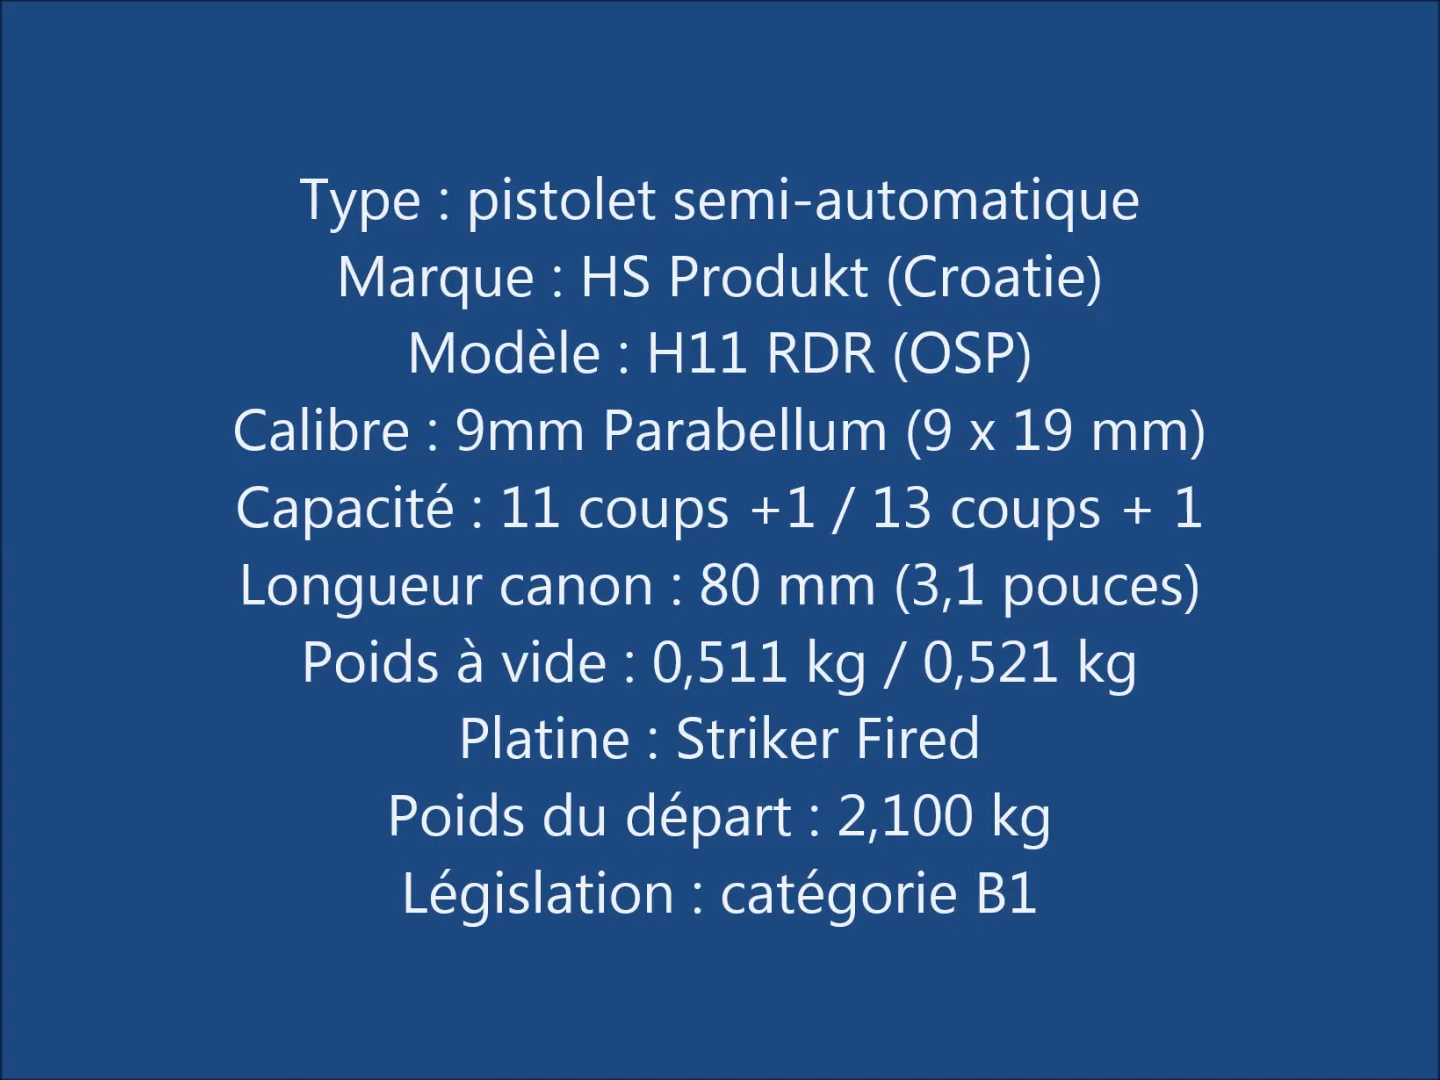 Type : pistolet semi-automatique
Marque : HS Produkt (Croatie)
Modèle : H11 RDR (OSP)
Calibre : 9mm Parabellum (9 x 19 mm)
Capacité : 11 coups +1 / 13 coups + 1
Longueur canon : 80 mm (3,1 pouces)
Poids à vide : 0,511 kg / 0,521 kg
Platine : Striker Fired
Poids du départ : 2,100 kg
Législation : catégorie B1